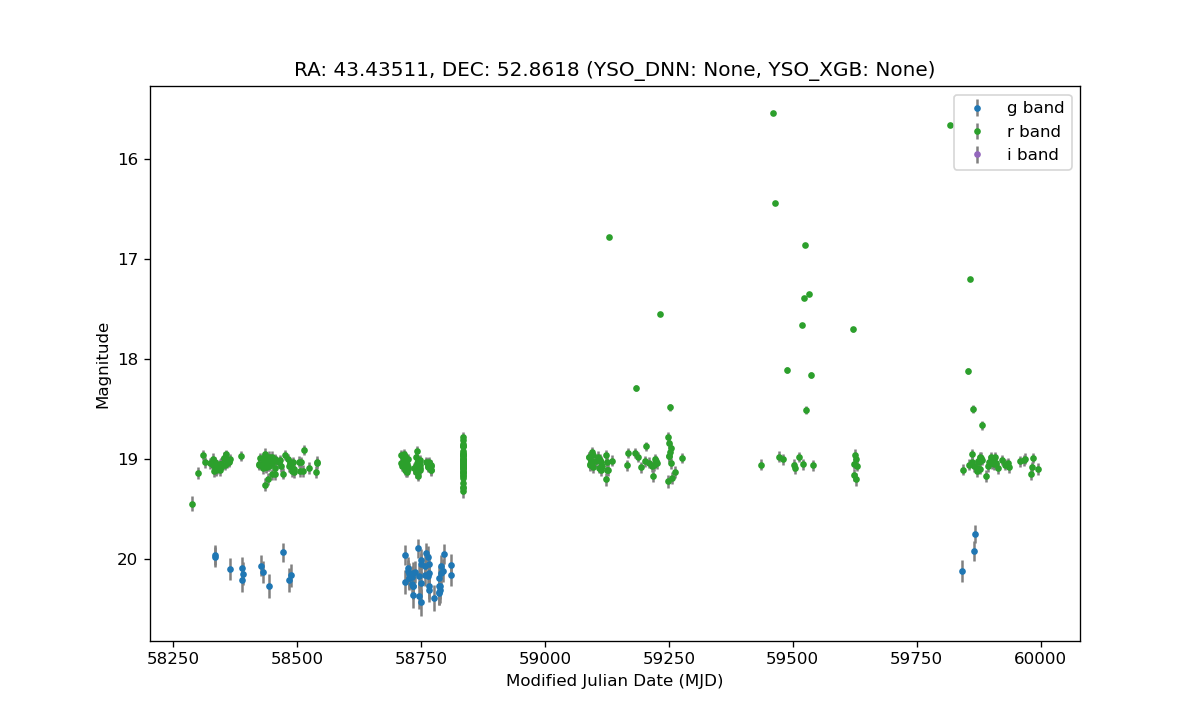 RA: 43.43511, DEC: 52.8618 (YSO_DNN: None, YSO_XGB: None)
g band
r band
i band
16
17
18
19
20
Magnitude
58250 58500 58750 59000 59250 59500 59750 60000
Modified Julian Date (MJD)